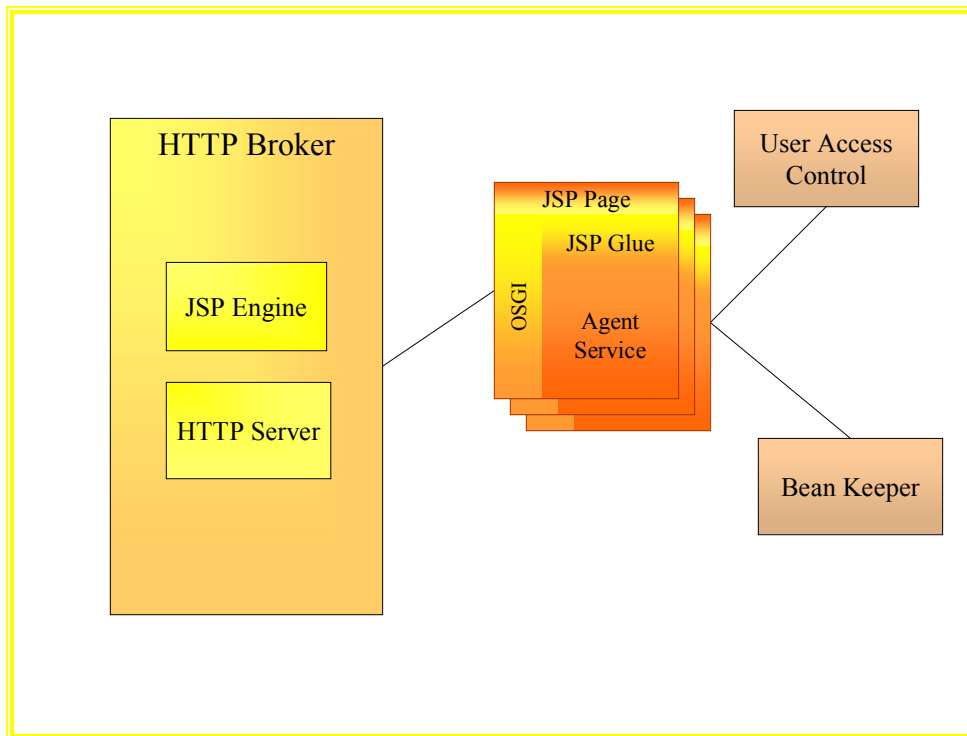 HTTP Broker
JSP Engine
HTTP Server
JSP Page
JSP Glue
OSGI
Agent
Service
User Access
Control
Bean Keeper